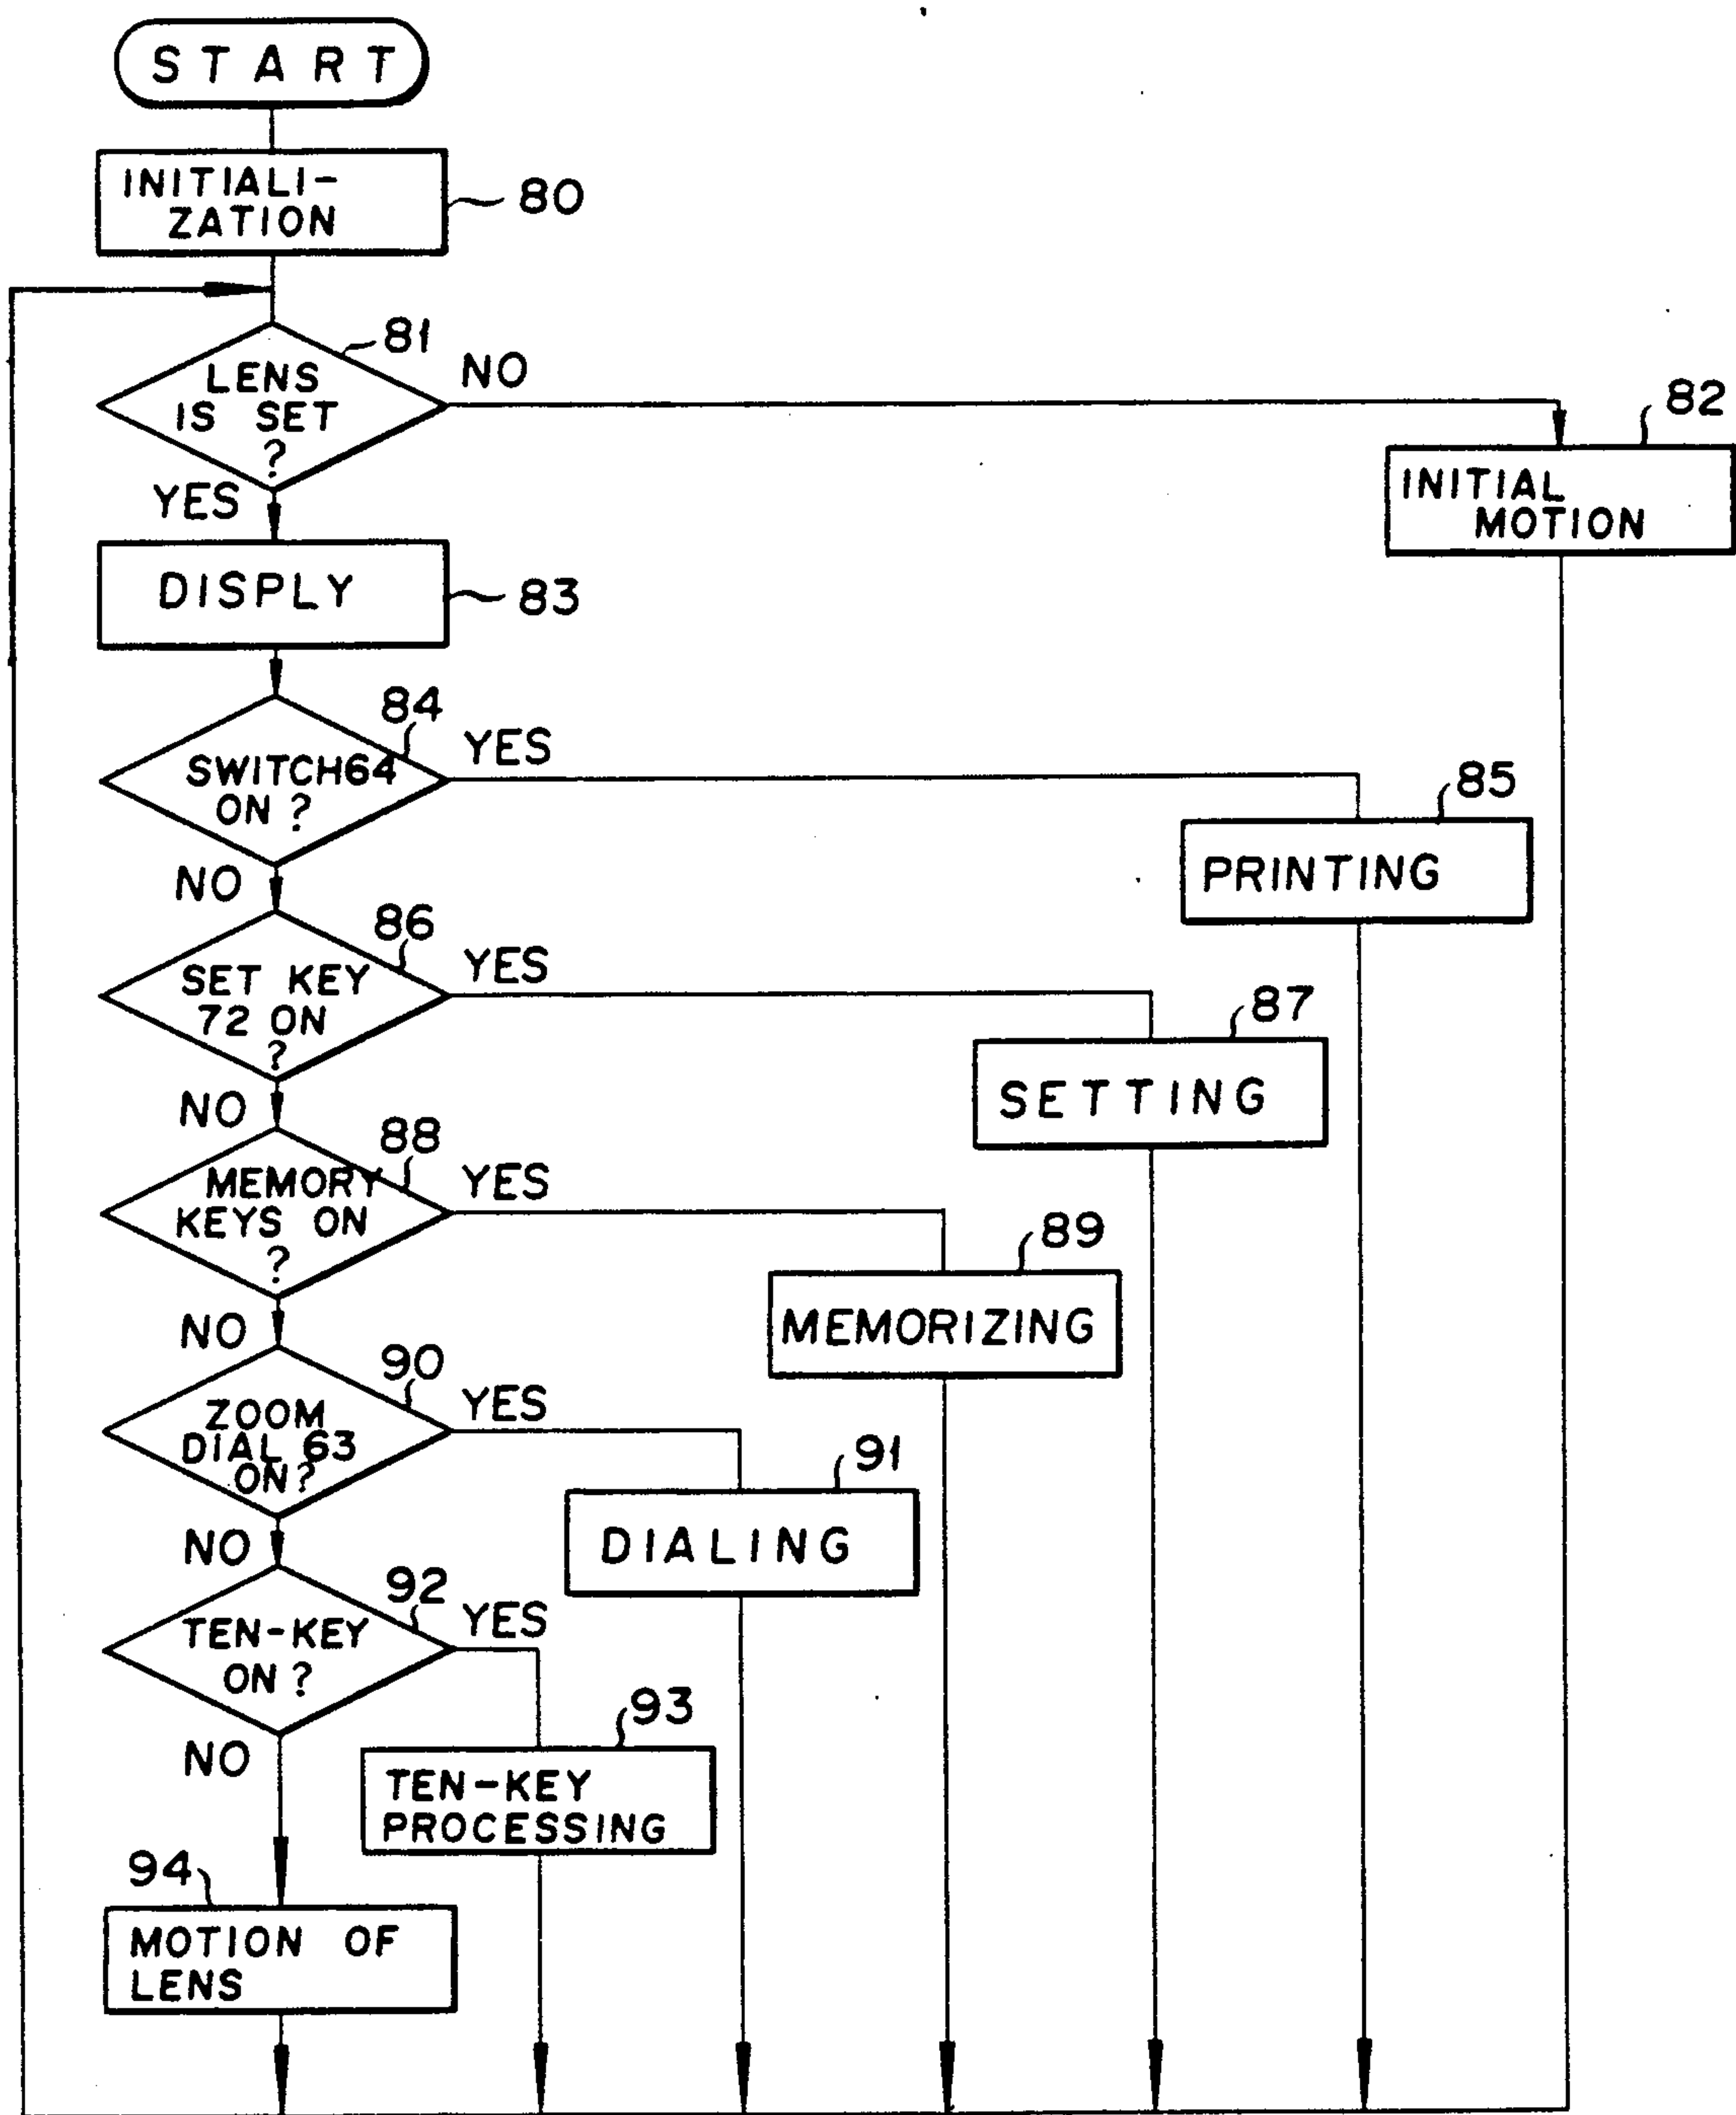 START
INITIALI-
ZATION
80
81
LENS
IS SET
?
NO
YES
82
INITIAL
MOTION
DISPLY
83
84
SWITCH64
ON ?
YES
NO
85
PRINTING
86
SET KEY
72 ON
?
YES
NO
87
SETTING
88
MEMORY
KEYS ON
?
YES
NO
89
MEMORIZING
90
ZOOM
DIAL 63
ON?
YES
NO
91
DIALING
92
TEN-KEY
ON ?
YES
NO
93
TEN-KEY
PROCESSING
94
MOTION OF
LENS